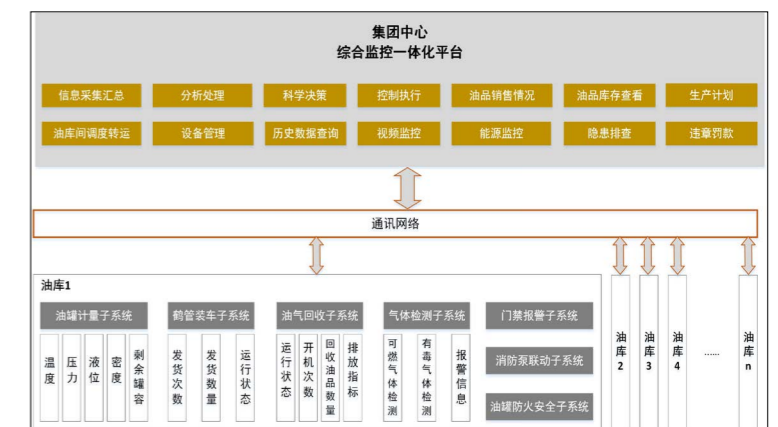 集团中心
综合监控一体化平台
信息采集汇总 分析处理 科学决策 控制执行 油品销售情况 油品库存查看 生产计划
油库间调度转运 设备管理 历史数据查询 视频监控 能源监控 隐患排查 违章罚款
通讯网络
油库1
油罐计量子系统 鹤管装车子系统 油气回收子系统 气体检测子系统 门禁报警子系统
消防泵联动子系统
油罐防火安全子系统
温度
压力
液位
密度
剩余罐容
发货次数
发货数量
运行状态
运行状态
开机次数
回收油品数量
排放指标
可燃气体检测
有毒气体检测
报警信息
油库2
油库3
油库4
......
油库n